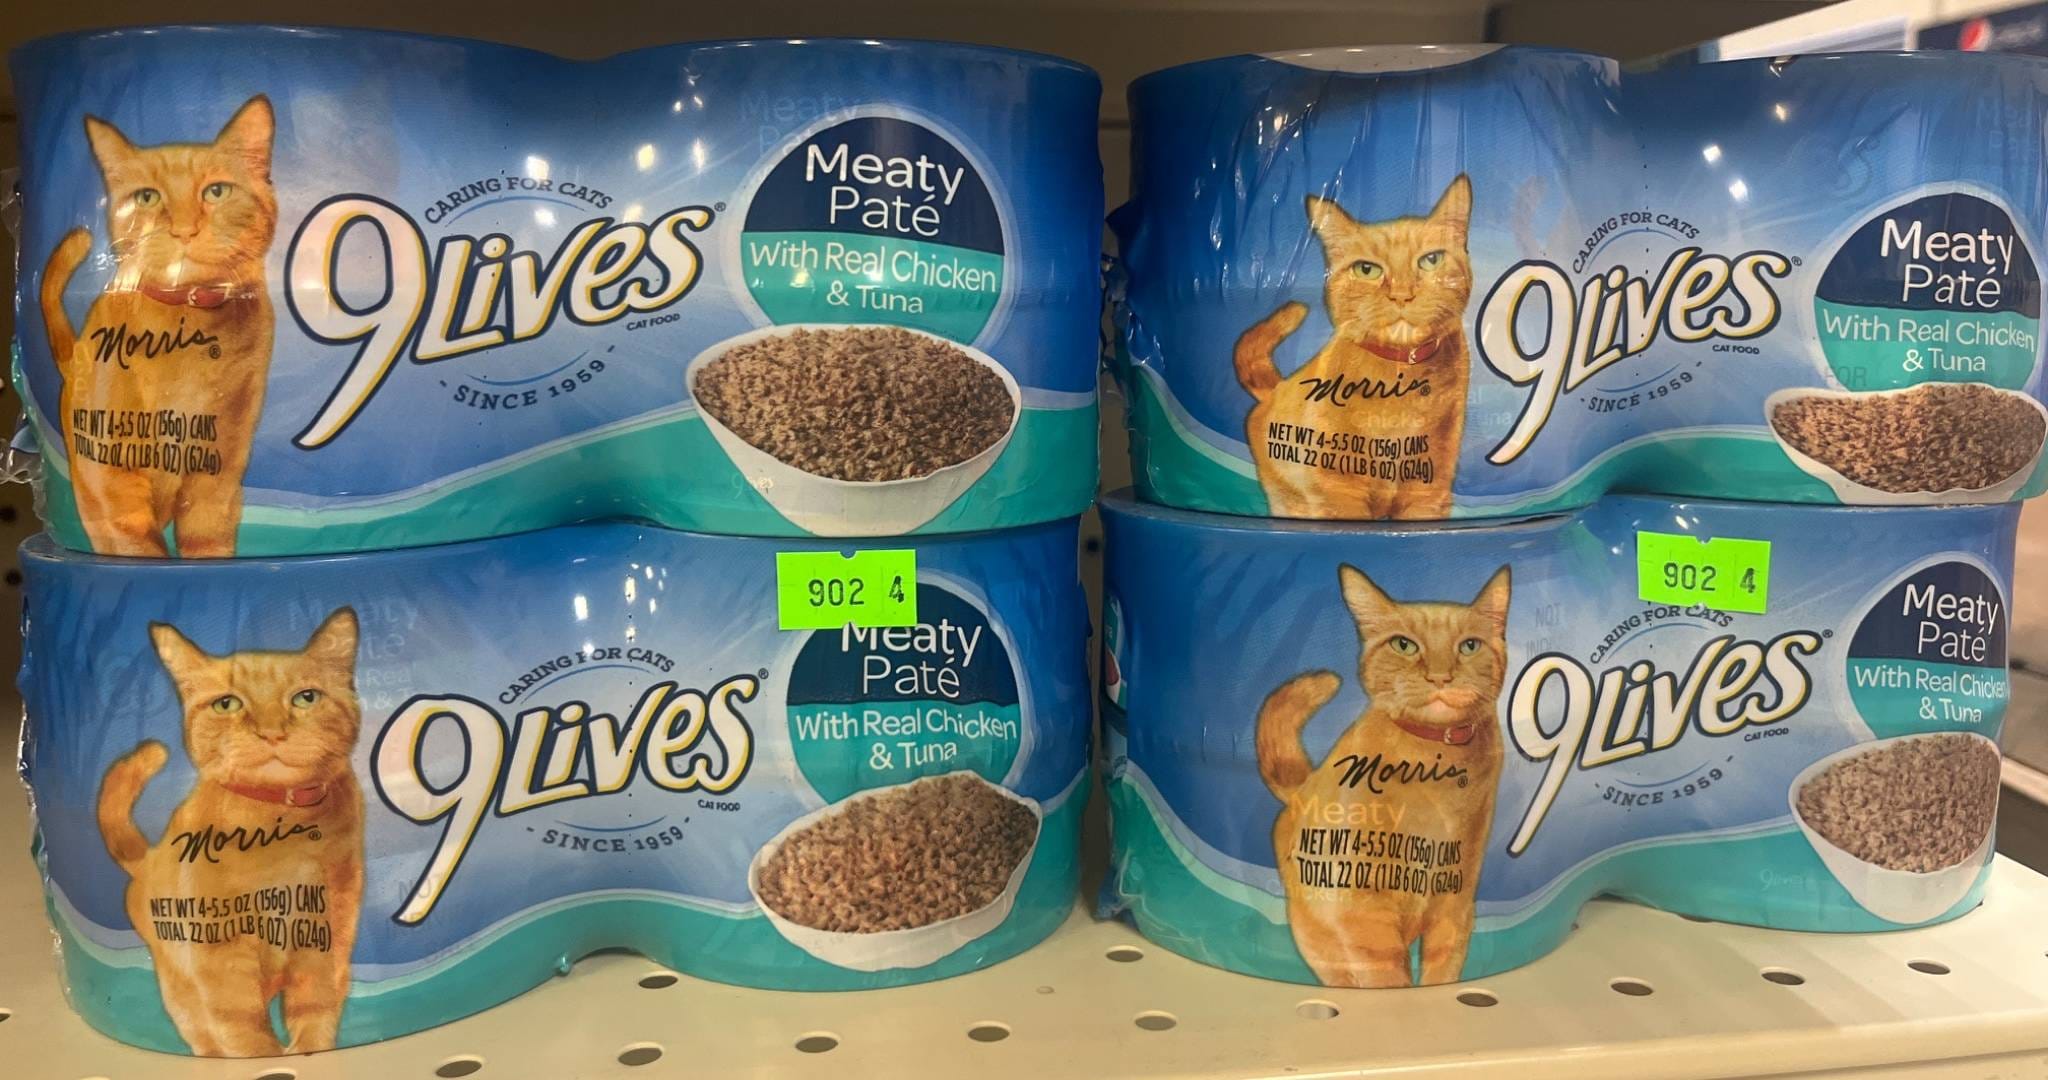 CARING FOR CATS
9Lives®
CAT FOOD
SINCE 1959
Meaty
Paté
With Real Chicken
& Tuna
Morris®
NET WT 4-5.5 OZ (156g) CANS
TOTAL 22 OZ (1 LB 6 OZ) (624g)
CARING FOR CATS
9Lives®
CAT FOOD
SINCE 1959
Meaty
Paté
With Real Chicken
& Tuna
Morris®
NET WT 4-5.5 OZ (156g) CANS
TOTAL 22 OZ (1 LB 6 OZ) (624g)
902 4
CARING FOR CATS
9Lives®
CAT FOOD
SINCE 1959
Meaty
Paté
With Real Chicken
& Tuna
Morris®
NET WT 4-5.5 OZ (156g) CANS
TOTAL 22 OZ (1 LB 6 OZ) (624g)
902 4
CARING FOR CATS
9Lives®
CAT FOOD
SINCE 1959
Meaty
Paté
With Real Chicken
& Tuna
Morris®
Meaty
NET WT 4-5.5 OZ (156g) CANS
TOTAL 22 OZ (1 LB 6 OZ) (624g)